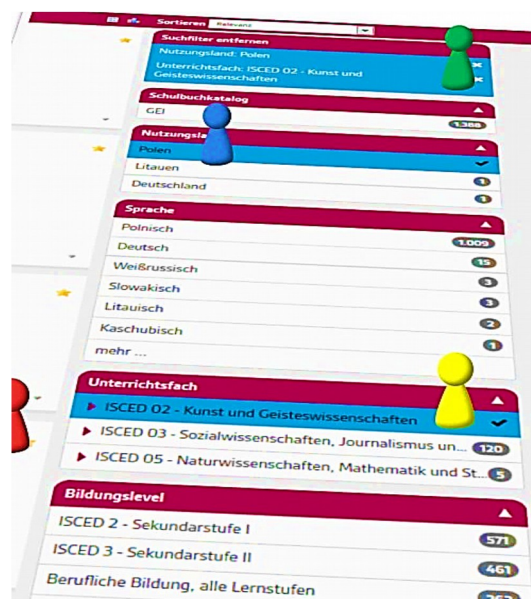 Sortieren Relevanz
Suchfilter entfernen
Nutzungsland: Polen
Unterrichtsfach: ISCED 02 - Kunst und
Geisteswissenschaften
Schulbuchkatalog
GEI 1.388
Polen
Litauen 1
Deutschland 1
Sprache
Polnisch 1.009
Deutsch 15
Weißrussisch 3
Slowakisch 3
Litauisch 2
Kaschubisch 1
mehr ...
Unterrichtsfach
ISCED 02 - Kunst und Geisteswissenschaften
ISCED 03 - Sozialwissenschaften, Journalismus un... 120
ISCED 05 - Naturwissenschaften, Mathematik und St... 5
Bildungslevel
ISCED 2 - Sekundarstufe I 571
ISCED 3 - Sekundarstufe II 461
Berufliche Bildung, alle Lernstufen